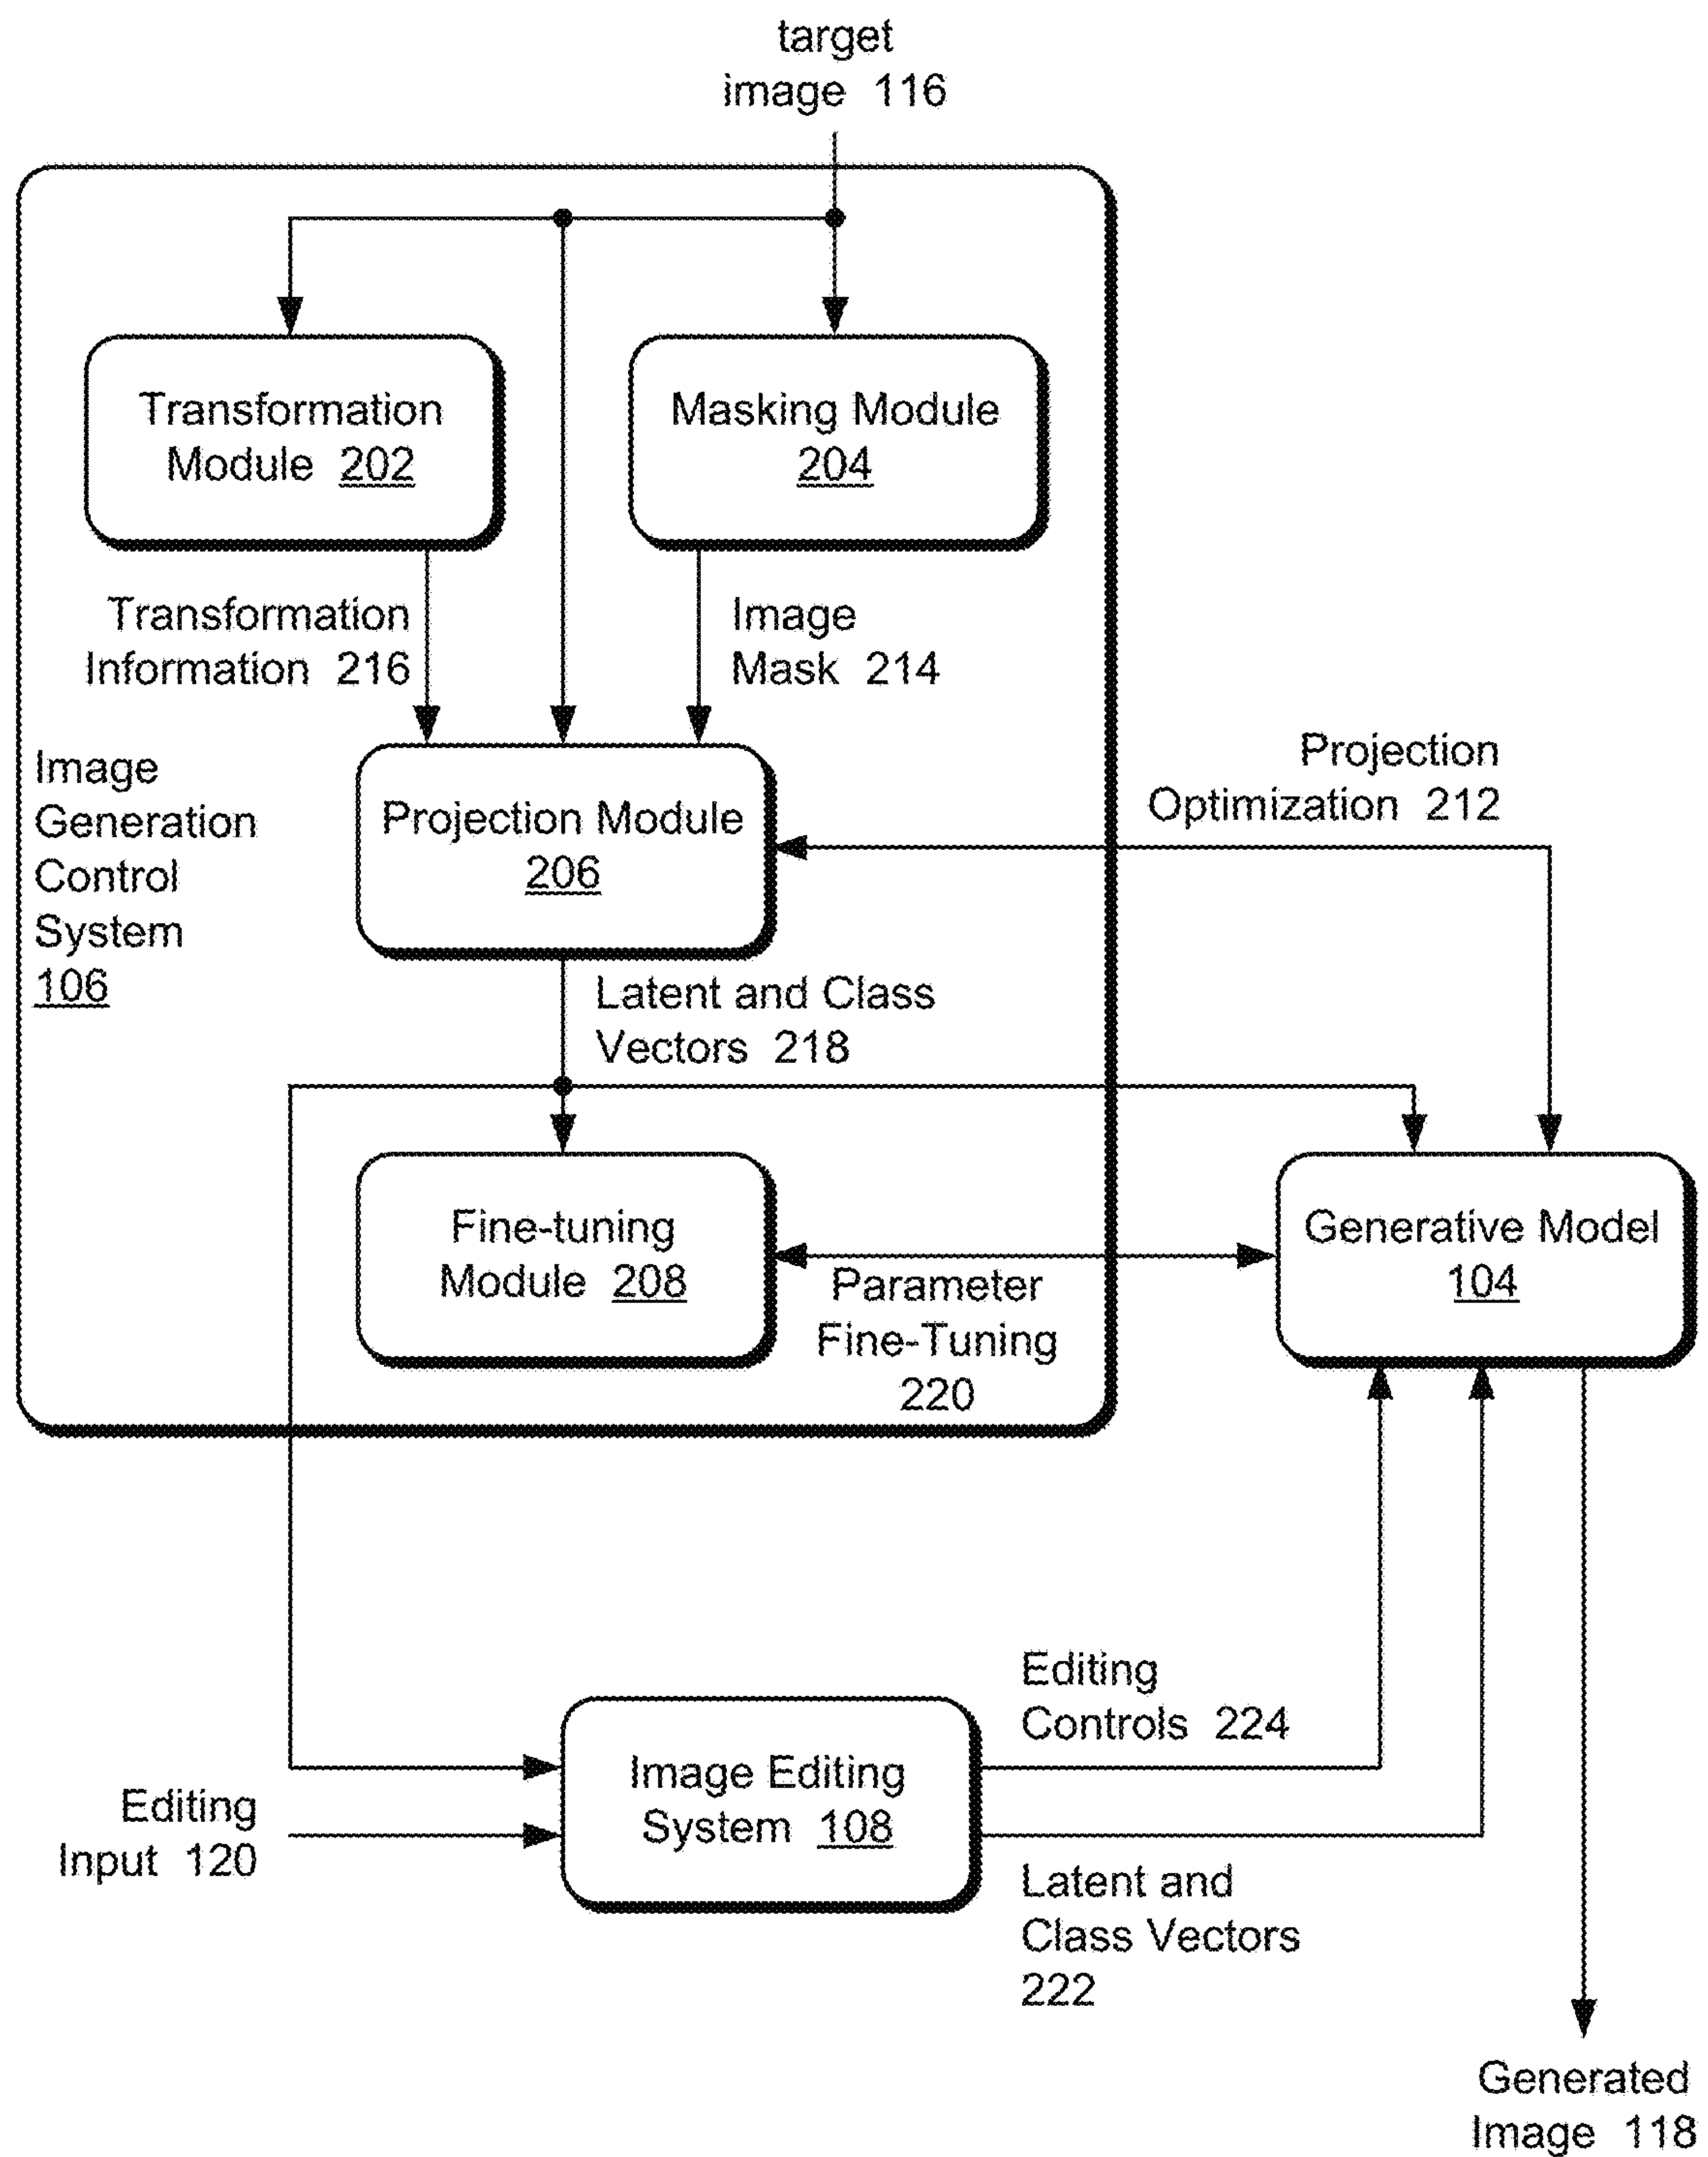 target
image 116
Transformation
Module 202
Masking Module
204
Transformation
Information 216
Image
Mask 214
Image
Generation
Control
System
106
Projection Module
206
Projection
Optimization 212
Latent and Class
Vectors 218
Fine-tuning
Module 208
Parameter
Fine-Tuning
220
Generative Model
104
Editing
Input 120
Image Editing
System 108
Editing
Controls 224
Latent and
Class Vectors
222
Generated
Image 118